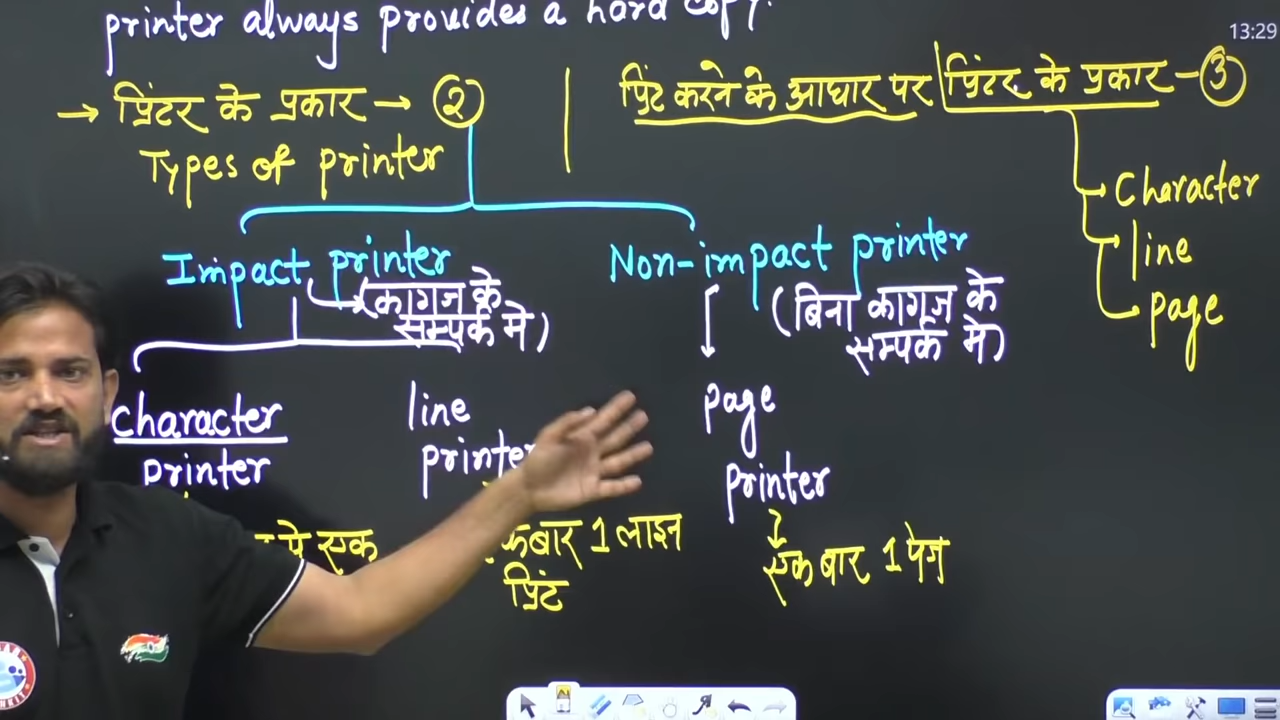 printer always provides a hard copy.
13:29
→ प्रिंटर के प्रकार → ②
Types of printer
प्रिंट करने के आधार पर प्रिंटर के प्रकार - ③
Character
line
page
Impact printer
(कागज के
सम्पर्क मे)
Non-impact printer
(बिना कागज के
सम्पर्क मे)
Character
printer
line
printer
page
printer
मे एक
बार 1 लाइन
प्रिंट
एक बार 1 पेज